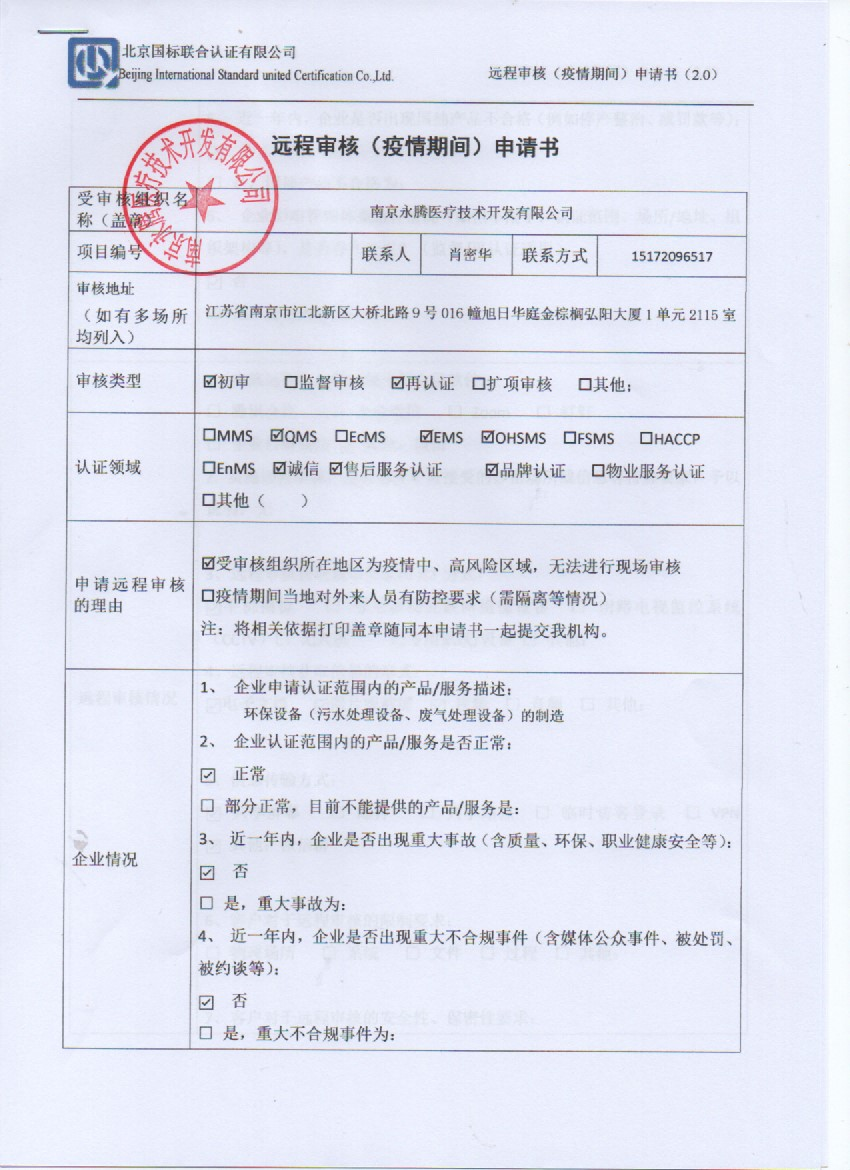 北京国标联合认证有限公司
Beijing International Standard united Certification Co.,Ltd.
远程审核（疫情期间）申请书（2.0）
远程审核（疫情期间）申请书
受审核组织名
称（盖章）
南京永腾医疗技术开发有限公司
项目编号
联系人
肖密华
联系方式
15172096517
审核地址
（如有多场所
均列入）
江苏省南京市江北新区大桥北路9号016幢旭日华庭金棕榈弘阳大厦1单元2115室
审核类型
☑初审 □监督审核 ☑再认证 □扩项审核 □其他：
认证领域
□MMS ☑QMS □EcMS ☑EMS ☑OHSMS □FSMS □HACCP
□EnMS ☑诚信 ☑售后服务认证 ☑品牌认证 □物业服务认证
□其他（ ）
申请远程审核
的理由
☑受审核组织所在地区为疫情中、高风险区域，无法进行现场审核
□疫情期间当地对外来人员有防控要求（需隔离等情况）
注：将相关依据打印盖章随同本申请书一起提交我机构。
企业情况
1、 企业申请认证范围内的产品/服务描述：
环保设备（污水处理设备、废气处理设备）的制造
2、 企业认证范围内的产品/服务是否正常：
☑ 正常
□ 部分正常，目前不能提供的产品/服务是：
3、 近一年内，企业是否出现重大事故（含质量、环保、职业健康安全等）：
☑ 否
□ 是，重大事故为：
4、 近一年内，企业是否出现重大不合规事件（含媒体公众事件、被处罚、
被约谈等）：
☑ 否
□ 是，重大不合规事件为：